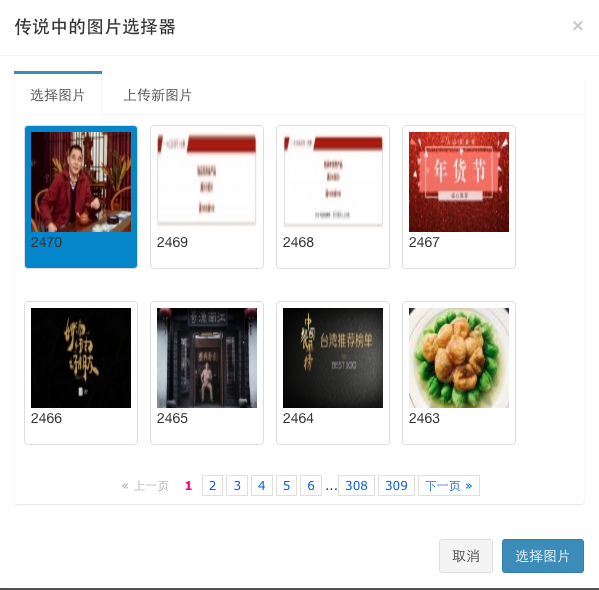 传说中的图片选择器
×
选择图片 上传新图片
2470 2469 2468 2467
年货节
2466 2465 2464 2463
台湾推荐榜单
BEST 100
« 上一页 1 2 3 4 5 6 ...308 309 下一页 »
取消 选择图片